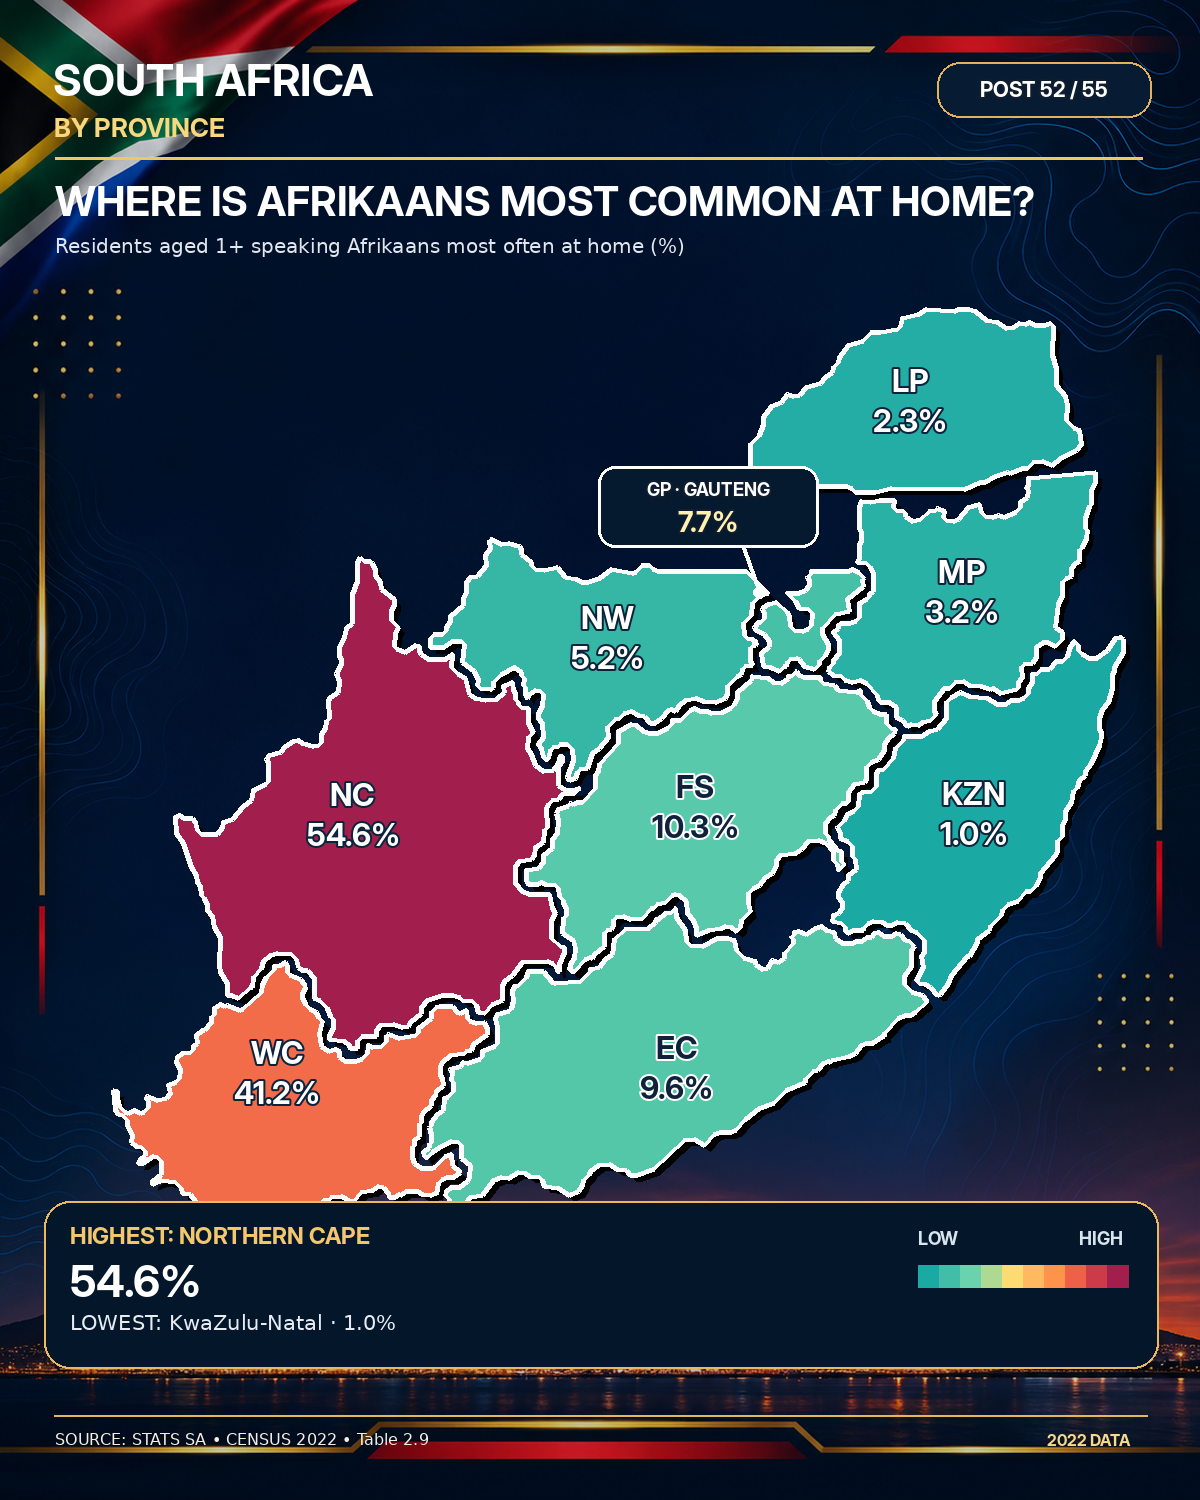 SOUTH AFRICA
BY PROVINCE
POST 52 / 55
WHERE IS AFRIKAANS MOST COMMON AT HOME?
Residents aged 1+ speaking Afrikaans most often at home (%)
LP
2.3%
GP · GAUTENG
7.7%
MP
3.2%
NW
5.2%
NC
54.6%
FS
10.3%
KZN
1.0%
WC
41.2%
EC
9.6%
HIGHEST: NORTHERN CAPE
54.6%
LOWEST: KwaZulu-Natal · 1.0%
LOW HIGH
SOURCE: STATS SA • CENSUS 2022 • Table 2.9
2022 DATA